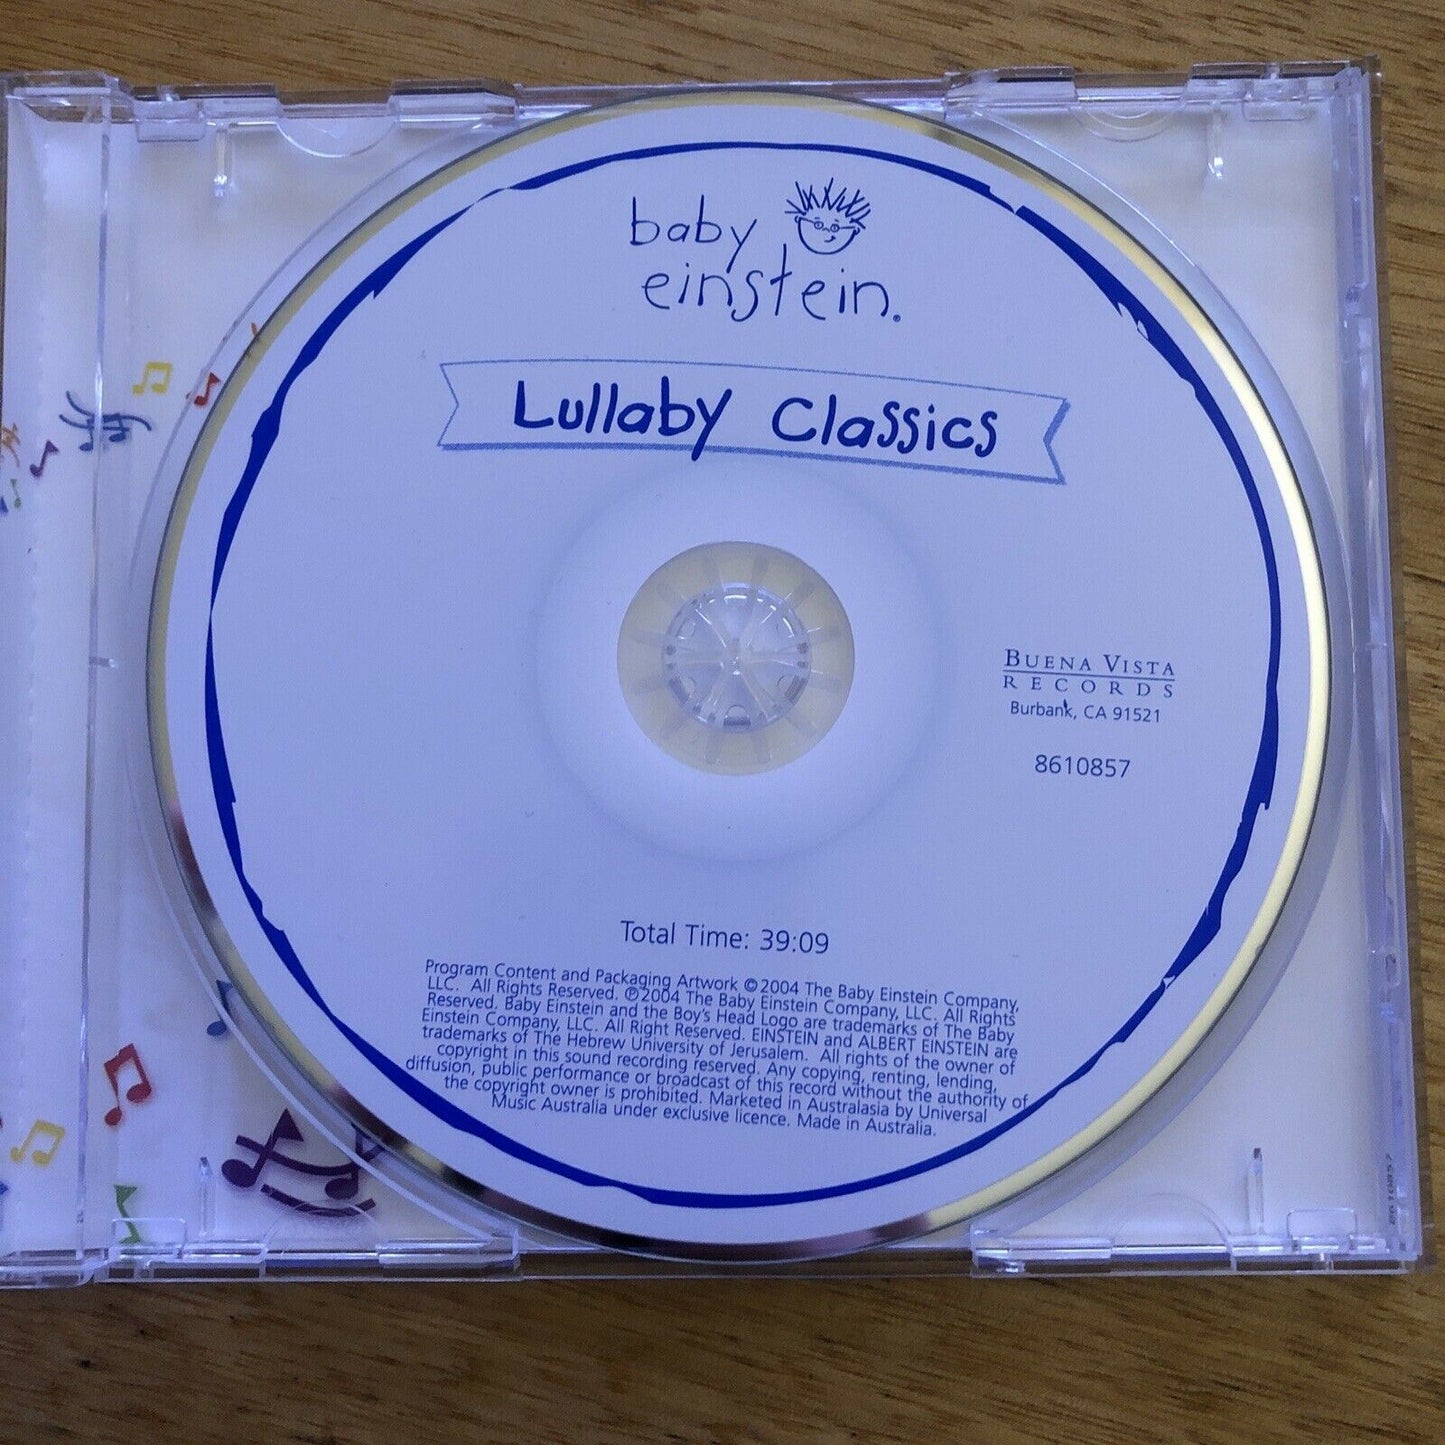 baby
einstein.
Lullaby Classics
BUENA VISTA
RECORDS
Burbank, CA 91521
8610857
Total Time: 39:09
Program Content and Packaging Artwork ©2004 The Baby Einstein Company,
LLC. All Rights Reserved. ℗2004 The Baby Einstein Company, LLC. All Rights
Reserved. Baby Einstein and the Boy's Head Logo are trademarks of The Baby
Einstein Company, LLC. All Right Reserved. EINSTEIN and ALBERT EINSTEIN are
trademarks of The Hebrew University of Jerusalem. All rights of the owner of
copyright in this sound recording reserved. Any copying, renting, lending,
diffusion, public performance or broadcast of this record without the authority of
the copyright owner is prohibited. Marketed in Australasia by Universal
Music Australia under exclusive licence. Made in Australia.
8610857